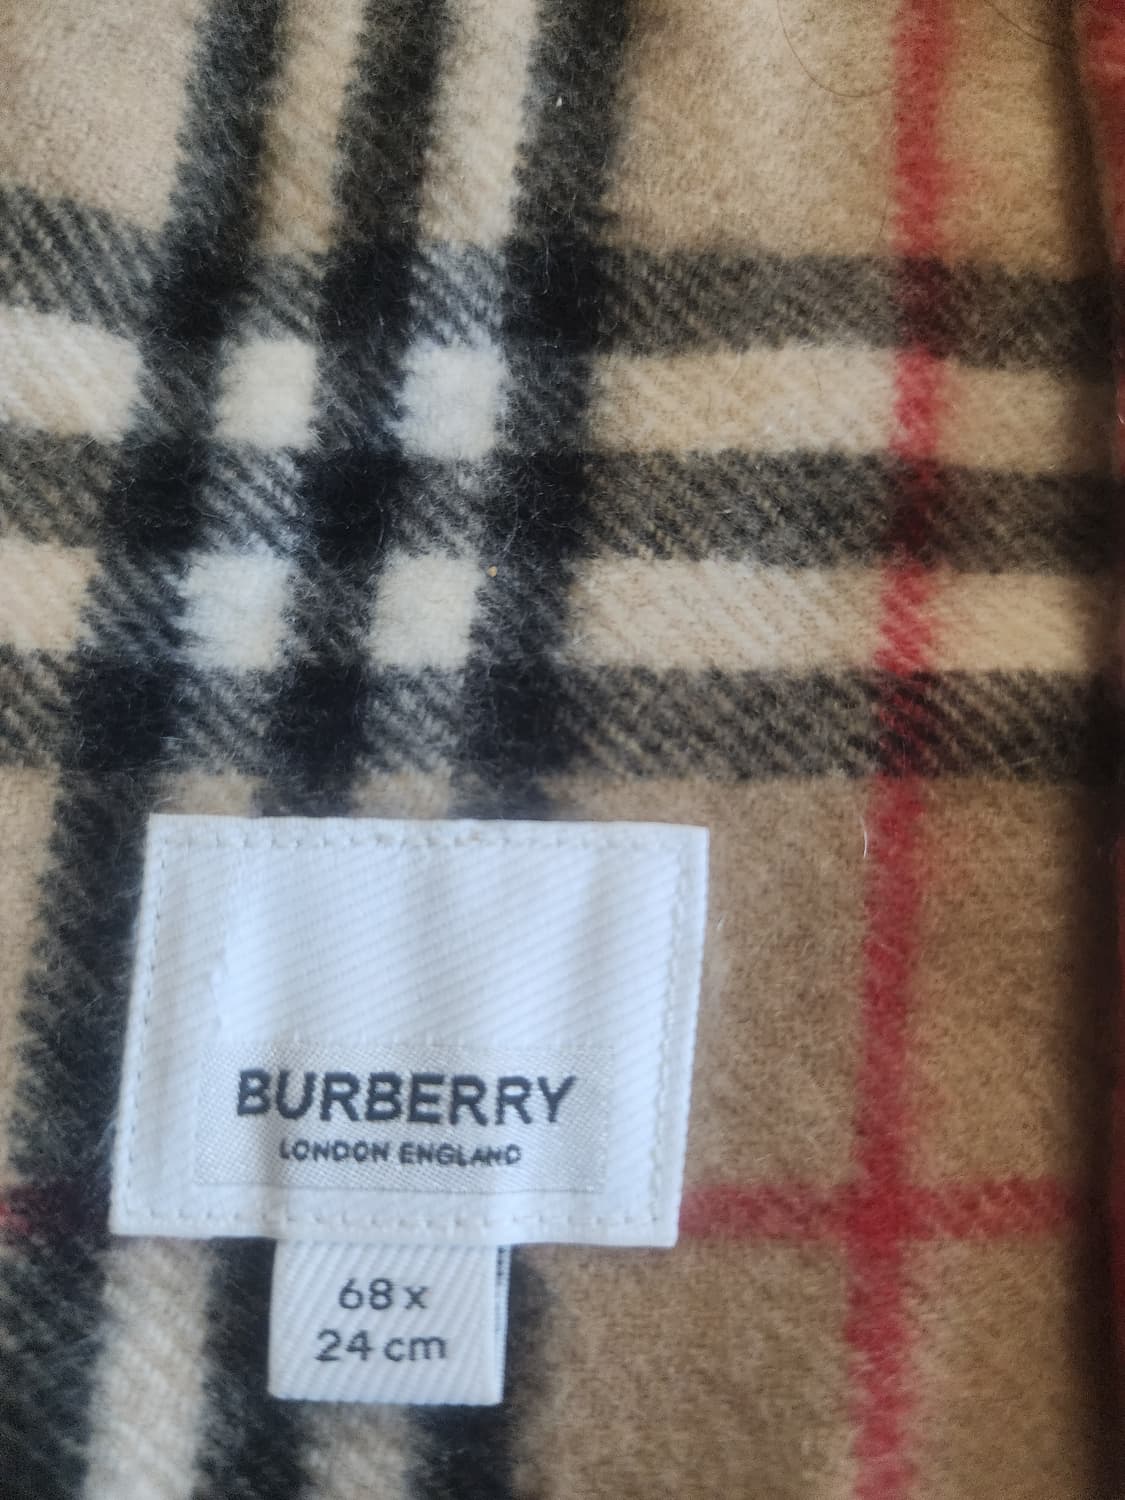 BURBERRY
LONDON ENGLAND
68 x
24 cm